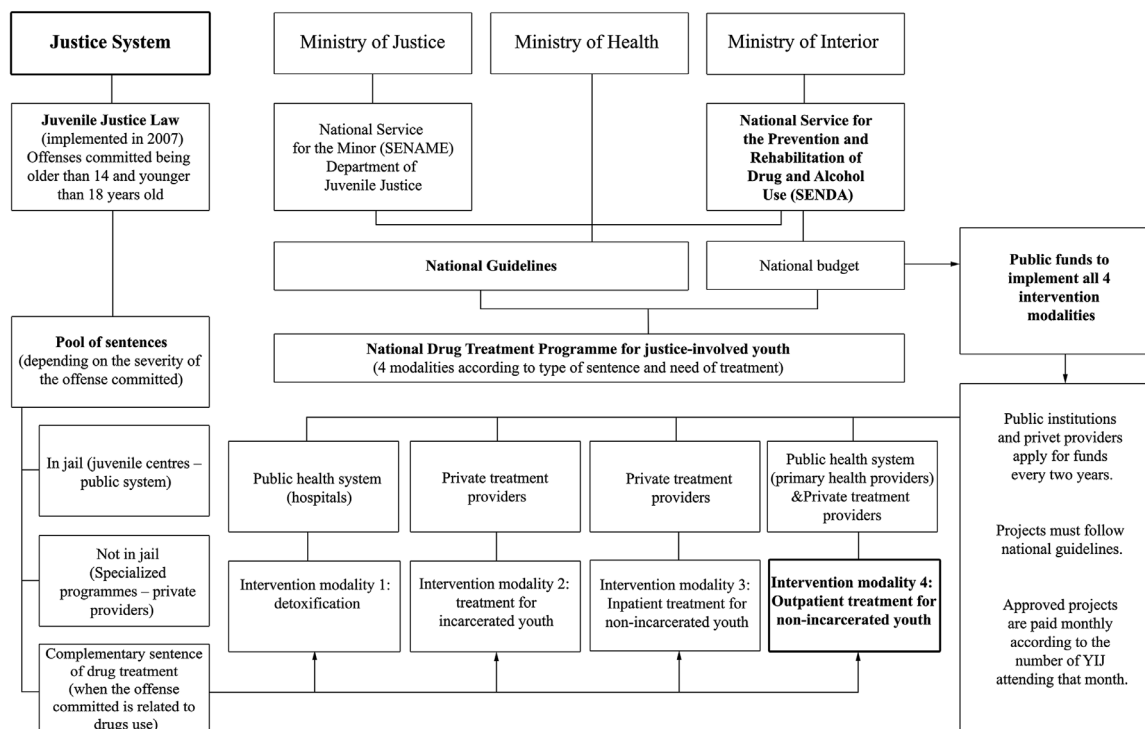 Justice System
Ministry of Justice
Ministry of Health
Ministry of Interior
Juvenile Justice Law
(implemented in 2007)
Offenses committed being
older than 14 and younger
than 18 years old
National Service
for the Minor (SENAME)
Department of
Juvenile Justice
National Service for
the Prevention and
Rehabilitation of
Drug and Alcohol
Use (SENDA)
National Guidelines
National budget
Public funds to
implement all 4
intervention
modalities
Pool of sentences
(depending on the severity of
the offense committed)
National Drug Treatment Programme for justice-involved youth
(4 modalities according to type of sentence and need of treatment)
In jail (juvenile centres –
public system)
Public health system
(hospitals)
Private treatment
providers
Private treatment
providers
Public health system
(primary health providers)
&Private treatment
providers
Public institutions
and privet providers
apply for funds
every two years.
Projects must follow
national guidelines.
Approved projects
are paid monthly
according to the
number of YIJ
attending that month.
Not in jail
(Specialized
programmes – private
providers)
Intervention modality 1:
detoxification
Intervention modality 2:
treatment for
incarcerated youth
Intervention modality 3:
Inpatient treatment for
non-incarcerated youth
Intervention modality 4:
Outpatient treatment for
non-incarcerated youth
Complementary sentence
of drug treatment
(when the offense
committed is related to
drugs use)